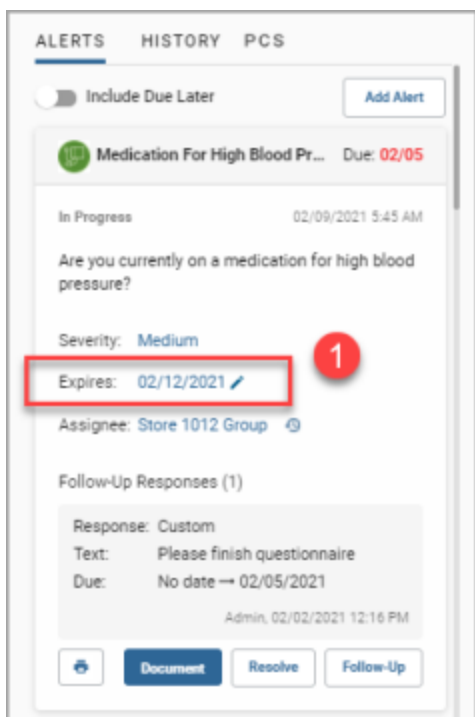 ALERTS HISTORY PCS
Include Due Later Add Alert
Medication For High Blood Pr... Due: 02/05
In Progress 02/09/2021 5:45 AM
Are you currently on a medication for high blood
pressure?
Severity: Medium
1
Expires: 02/12/2021
Assignee: Store 1012 Group
Follow-Up Responses (1)
Response: Custom
Text: Please finish questionnaire
Due: No date → 02/05/2021
Admin, 02/02/2021 12:16 PM
Document Resolve Follow-Up